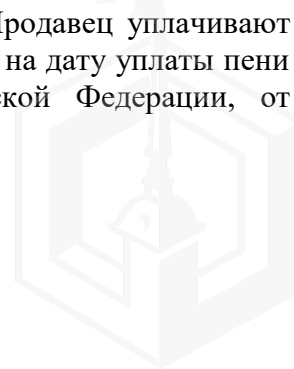 Продавец уплачивают
на дату уплаты пени
ской Федерации, от